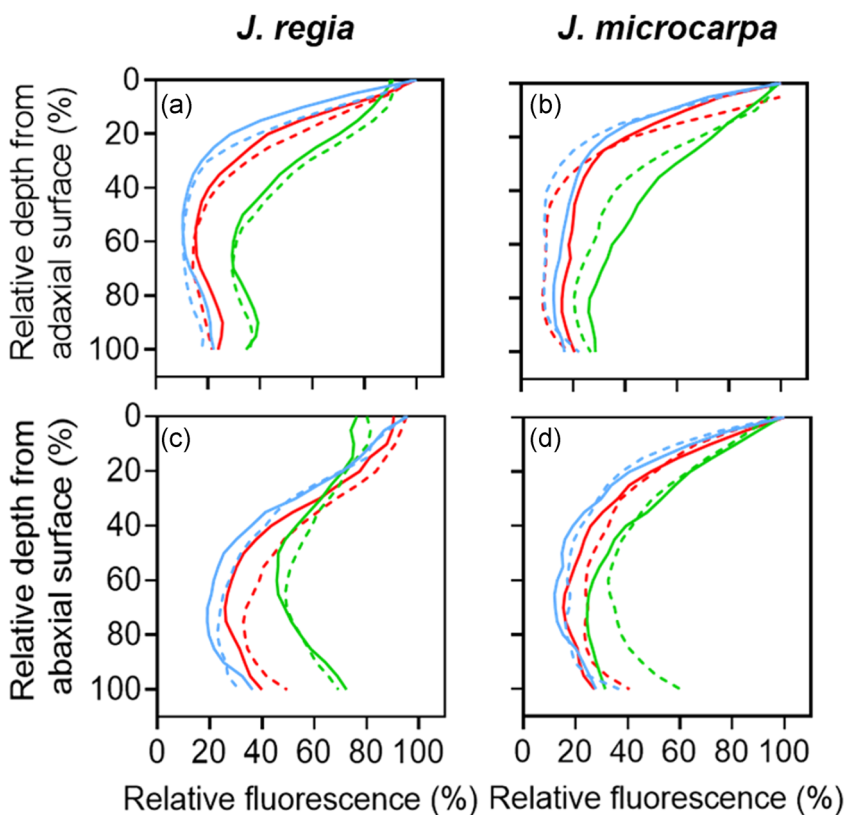 J. regia
J. microcarpa
Relative depth from
adaxial surface (%)
0
20
40
60
80
100
(a)
(b)
Relative depth from
abaxial surface (%)
0
20
40
60
80
100
(c)
(d)
0 20 40 60 80 100
0 20 40 60 80 100
Relative fluorescence (%)
Relative fluorescence (%)